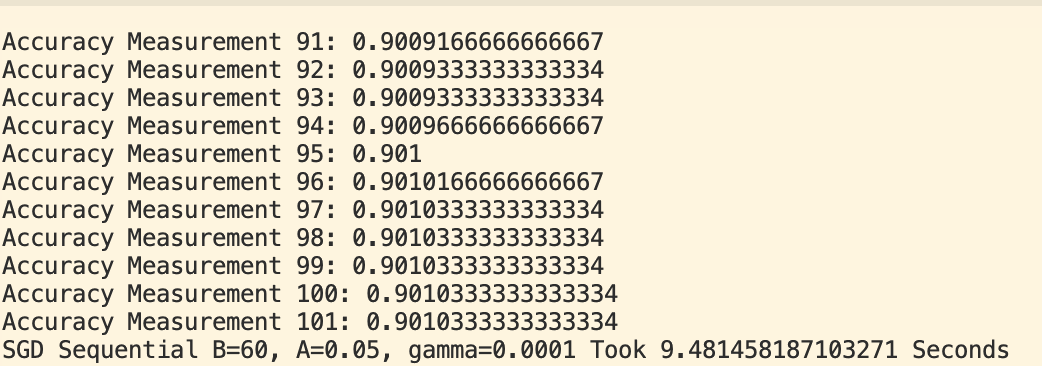 Accuracy Measurement 91: 0.9009166666666667
Accuracy Measurement 92: 0.9009333333333334
Accuracy Measurement 93: 0.9009333333333334
Accuracy Measurement 94: 0.9009666666666667
Accuracy Measurement 95: 0.901
Accuracy Measurement 96: 0.9010166666666667
Accuracy Measurement 97: 0.9010333333333334
Accuracy Measurement 98: 0.9010333333333334
Accuracy Measurement 99: 0.9010333333333334
Accuracy Measurement 100: 0.9010333333333334
Accuracy Measurement 101: 0.9010333333333334
SGD Sequential B=60, A=0.05, gamma=0.0001 Took 9.481458187103271 Seconds